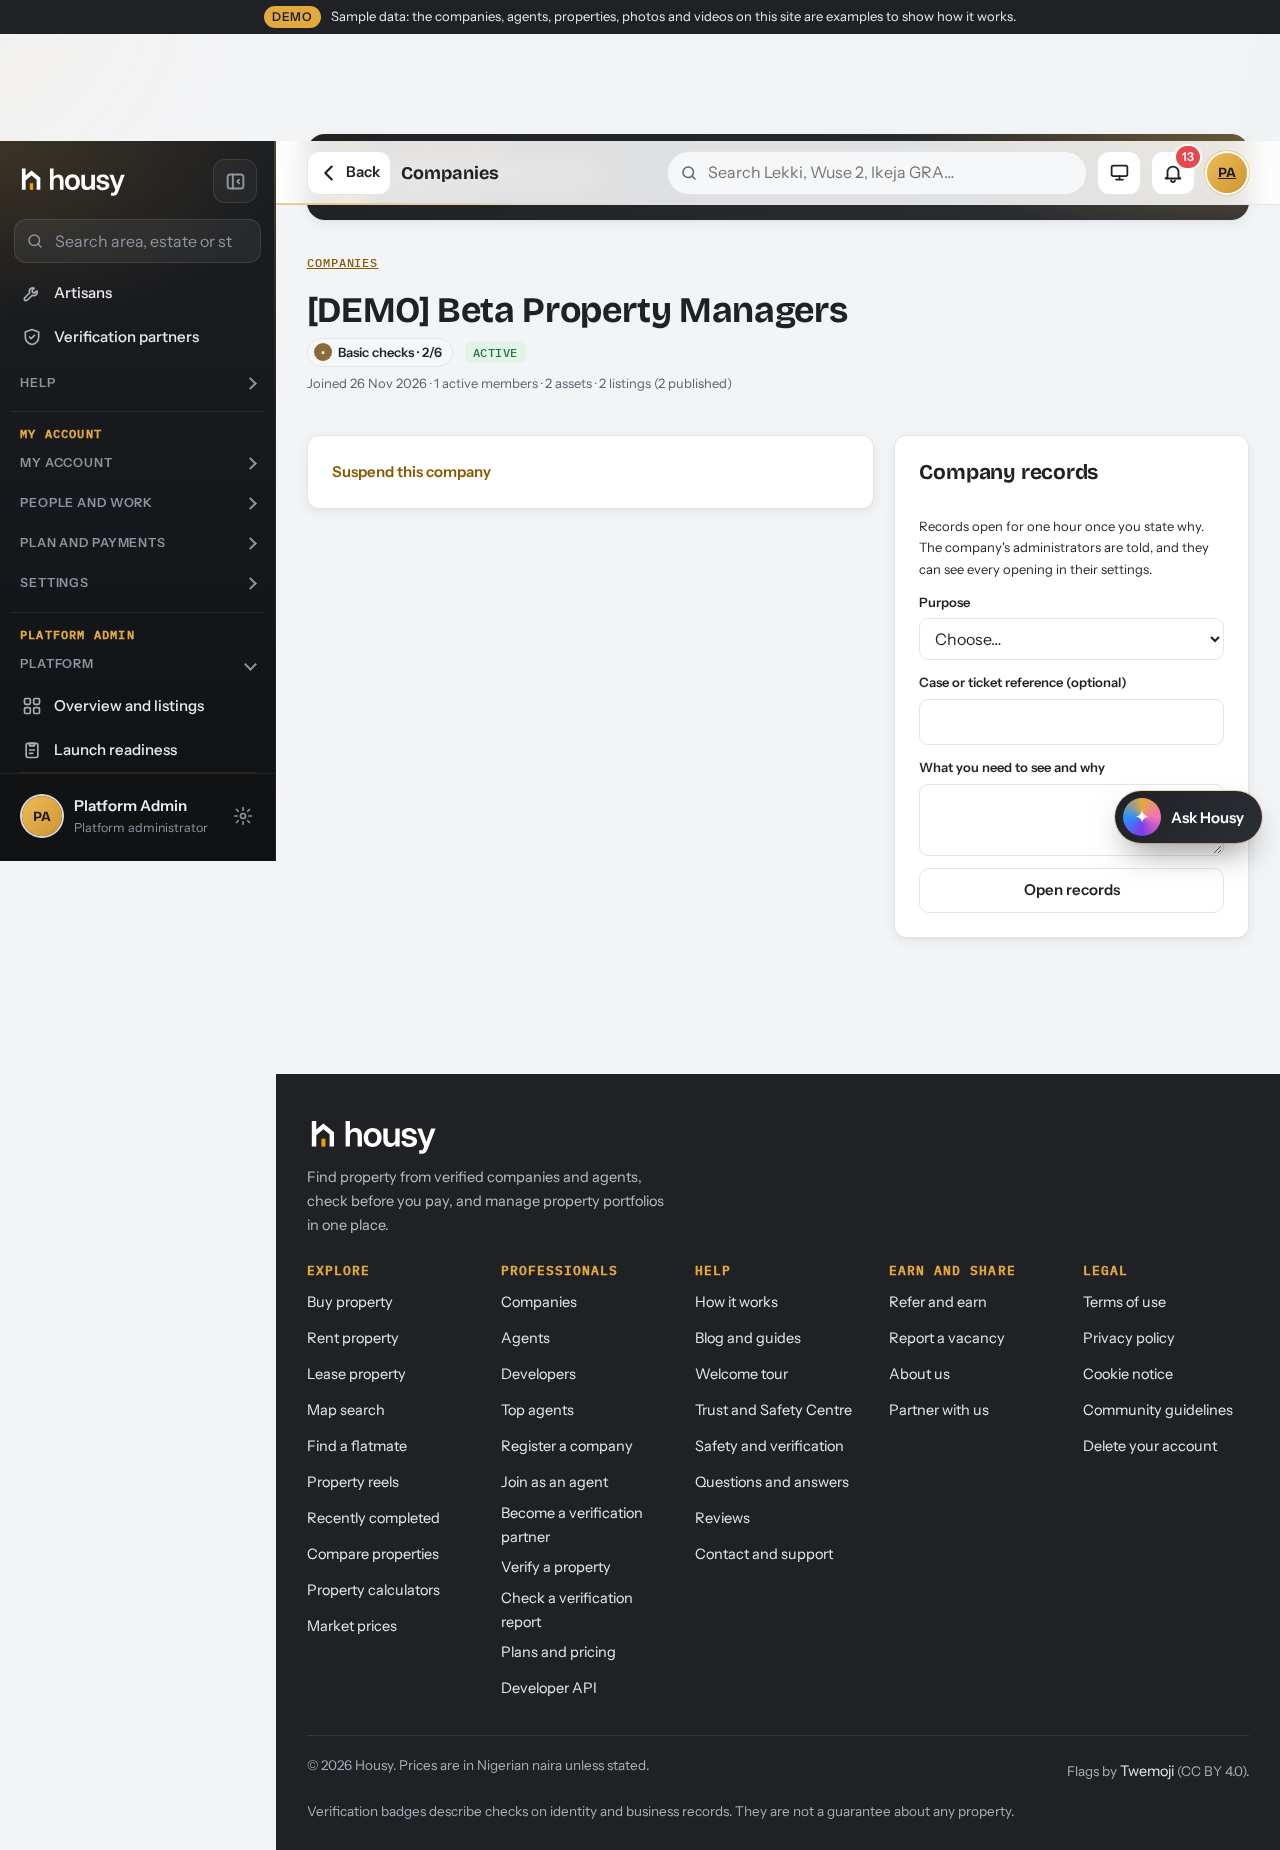 DEMO Sample data: the companies, agents, properties, photos and videos on this site are examples to show how it works.
housy
Search area, estate or st
Artisans
Verification partners
HELP
MY ACCOUNT
MY ACCOUNT
PEOPLE AND WORK
PLAN AND PAYMENTS
SETTINGS
PLATFORM ADMIN
PLATFORM
Overview and listings
Launch readiness
PA
Platform Admin
Platform administrator
Back
Companies
Search Lekki, Wuse 2, Ikeja GRA...
13
PA
COMPANIES
[DEMO] Beta Property Managers
Basic checks · 2/6
ACTIVE
Joined 26 Nov 2026 · 1 active members · 2 assets · 2 listings (2 published)
Suspend this company
Company records
Records open for one hour once you state why.
The company's administrators are told, and they
can see every opening in their settings.
Purpose
Choose...
Case or ticket reference (optional)
What you need to see and why
Ask Housy
Open records
housy
Find property from verified companies and agents,
check before you pay, and manage property portfolios
in one place.
EXPLORE
Buy property
Rent property
Lease property
Map search
Find a flatmate
Property reels
Recently completed
Compare properties
Property calculators
Market prices
PROFESSIONALS
Companies
Agents
Developers
Top agents
Register a company
Join as an agent
Become a verification
partner
Verify a property
Check a verification
report
Plans and pricing
Developer API
HELP
How it works
Blog and guides
Welcome tour
Trust and Safety Centre
Safety and verification
Questions and answers
Reviews
Contact and support
EARN AND SHARE
Refer and earn
Report a vacancy
About us
Partner with us
LEGAL
Terms of use
Privacy policy
Cookie notice
Community guidelines
Delete your account
© 2026 Housy. Prices are in Nigerian naira unless stated.
Flags by Twemoji (CC BY 4.0).
Verification badges describe checks on identity and business records. They are not a guarantee about any property.